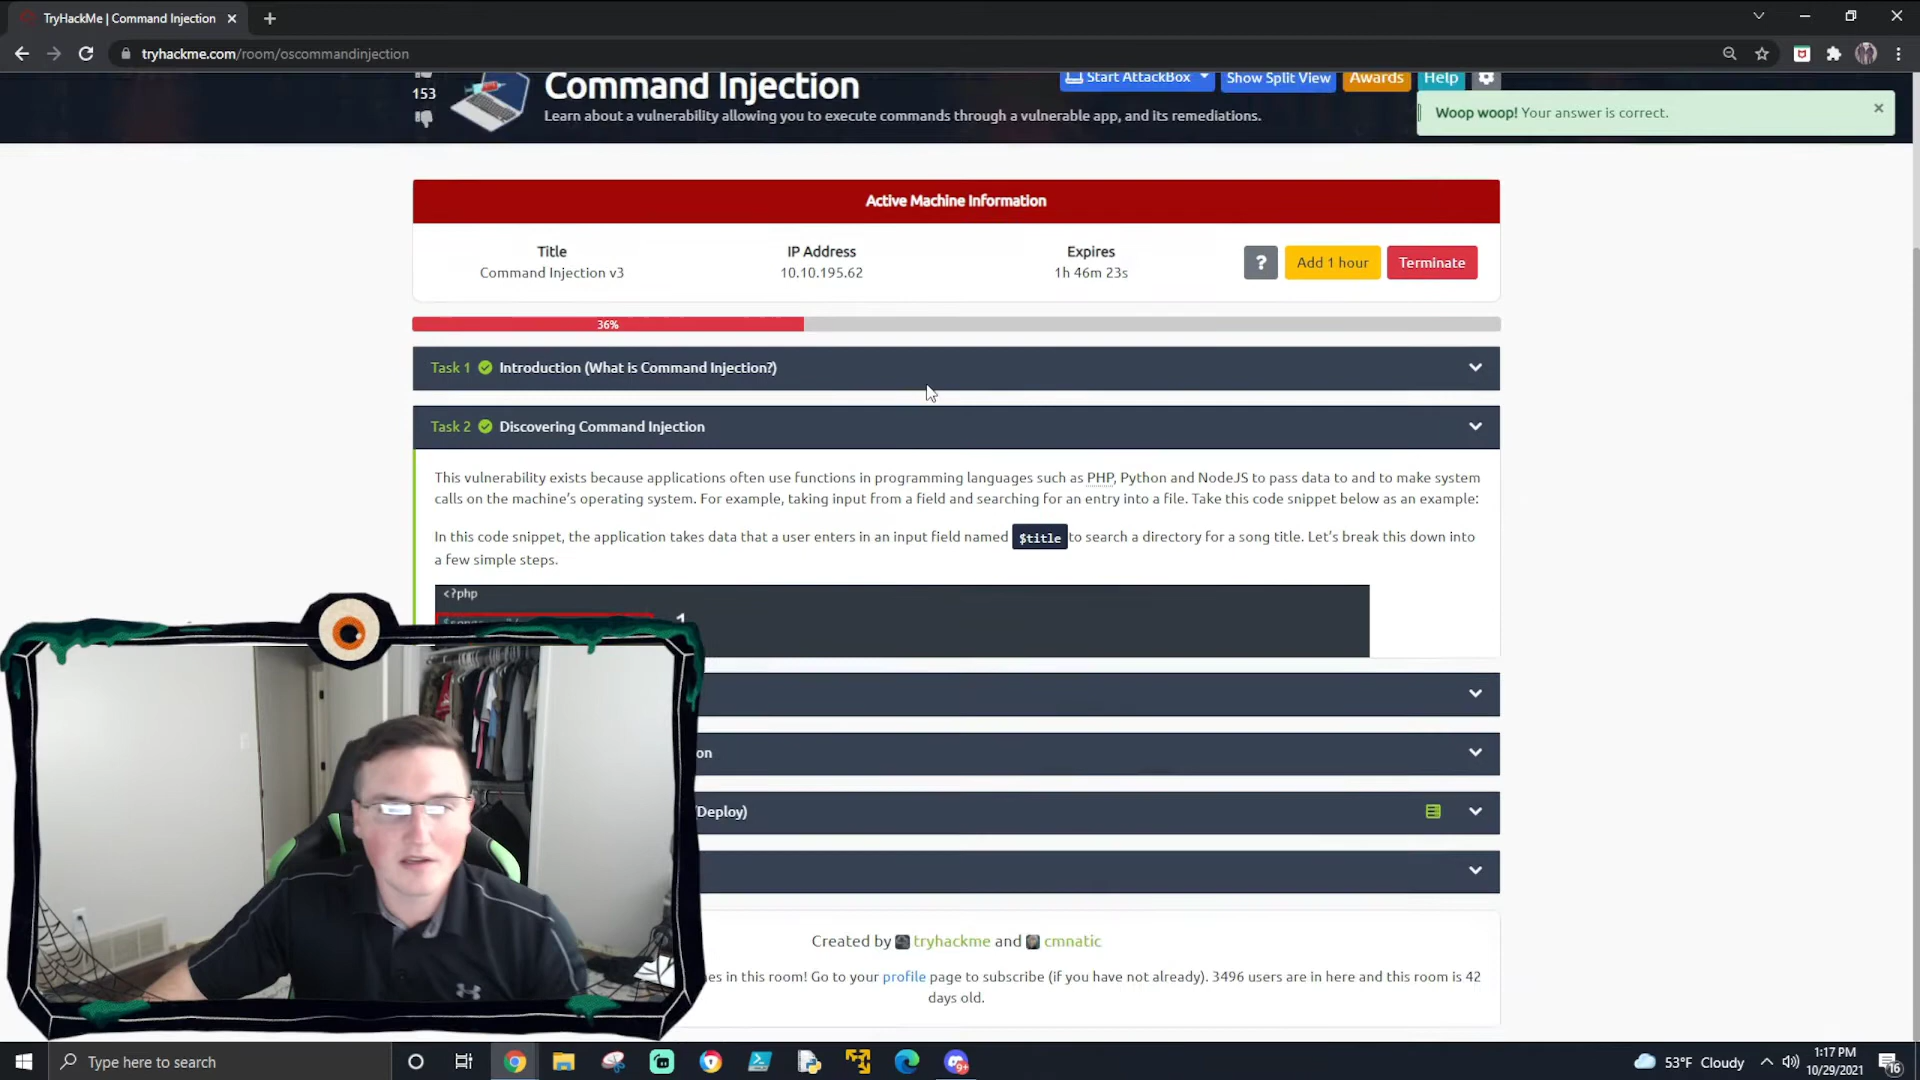 TryHackMe | Command Injection
tryhackme.com/room/oscommandinjection
153
Command Injection
Start AttackBox
Show Split View
Awards
Help
Learn about a vulnerability allowing you to execute commands through a vulnerable app, and its remediations.
Woop woop! Your answer is correct.
Active Machine Information
Title
IP Address
Expires
Command Injection v3
10.10.195.62
1h 46m 23s
?
Add 1 hour
Terminate
36%
Task 1 Introduction (What is Command Injection?)
Task 2 Discovering Command Injection
This vulnerability exists because applications often use functions in programming languages such as PHP, Python and NodeJS to pass data to and to make system
calls on the machine's operating system. For example, taking input from a field and searching for an entry into a file. Take this code snippet below as an example:
In this code snippet, the application takes data that a user enters in an input field named $title to search a directory for a song title. Let's break this down into
a few simple steps.
<?php
on
Deploy)
Created by tryhackme and cmnatic
es in this room! Go to your profile page to subscribe (if you have not already). 3496 users are in here and this room is 42
days old.
Type here to search
9+
53°F Cloudy
1:17 PM
10/29/2021
16